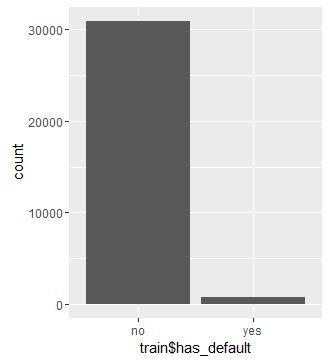 30000
20000
count
10000
0
no yes
train$has_default